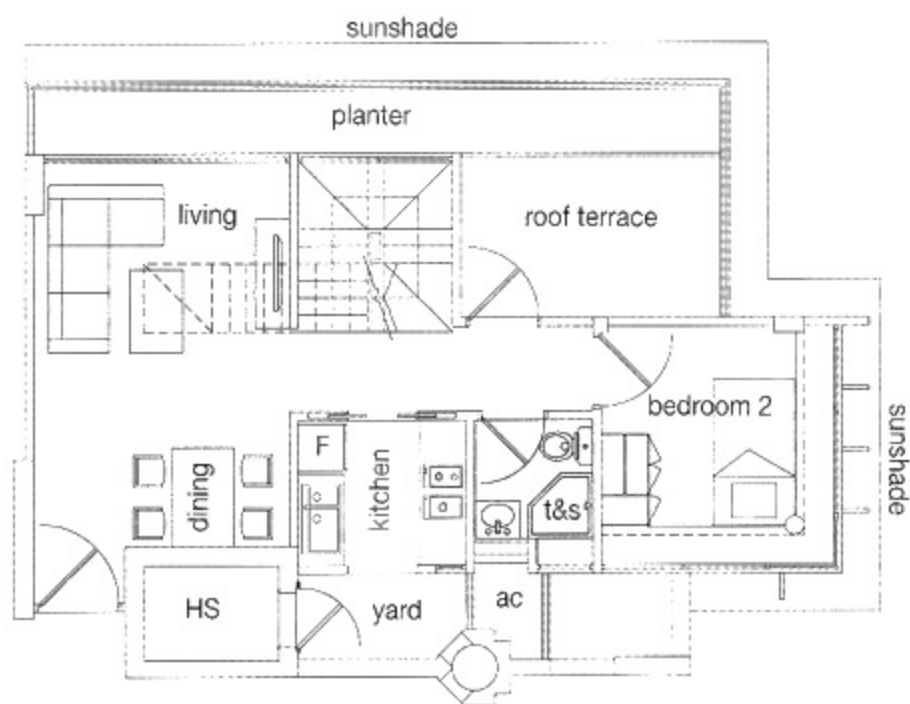 sunshade
planter
living
roof terrace
bedroom 2
sunshade
F
kitchen
dining
t&s
HS
yard
ac